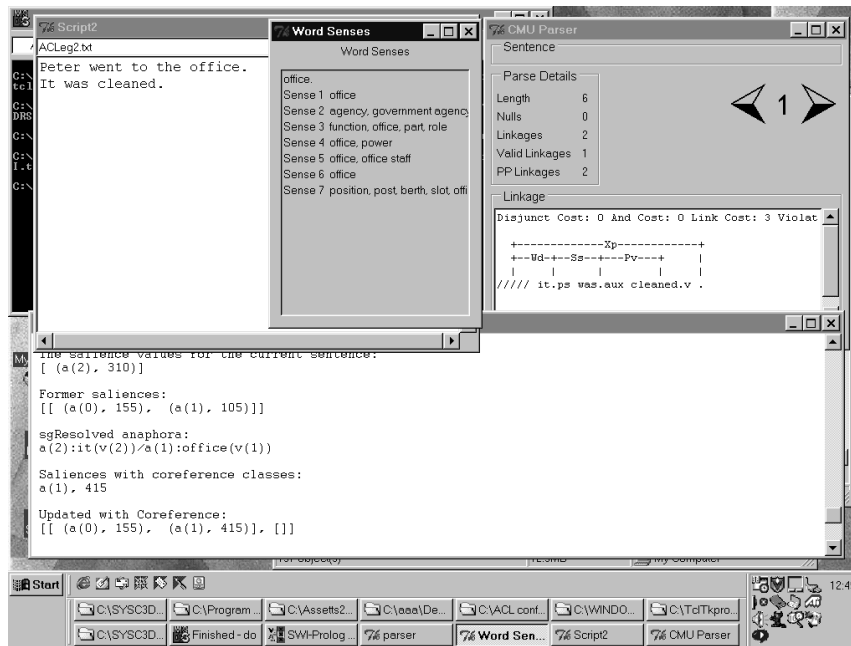 Script2
ACLeg2.txt
Peter went to the office.
It was cleaned.
Word Senses
Word Senses
office.
Sense 1 office
Sense 2 agency, government agency
Sense 3 function, office, part, role
Sense 4 office, power
Sense 5 office, office staff
Sense 6 office
Sense 7 position, post, berth, slot, offi
CMU Parser
Sentence
Parse Details
Length 6
Nulls 0
Linkages 2
Valid Linkages 1
PP Linkages 2
1
Linkage
Disjunct Cost: 0 And Cost: 0 Link Cost: 3 Violat
+-------------Xp------------+
+--Wd-+--Ss--+---Pv---+ |
| | | | |
///// it.ps was.aux cleaned.v .
The salience values for the current sentence:
[ (a(2), 310)]
Former saliences:
[[ (a(0), 155), (a(1), 105)]]
sgResolved anaphora:
a(2):it(v(2))/a(1):office(v(1))
Saliences with coreference classes:
a(1), 415
Updated with Coreference:
[[ (a(0), 155), (a(1), 415)], []]
My Computer
Start
12:4
C:\SYSC3D...
C:\Program ...
C:\Assetts2...
C:\aaa\De...
C:\ACL conf...
C:\WINDO...
C:\TclTkpro...
C:\SYSC3D...
Finished - do
SWI-Prolog ...
parser
Word Sen...
Script2
CMU Parser